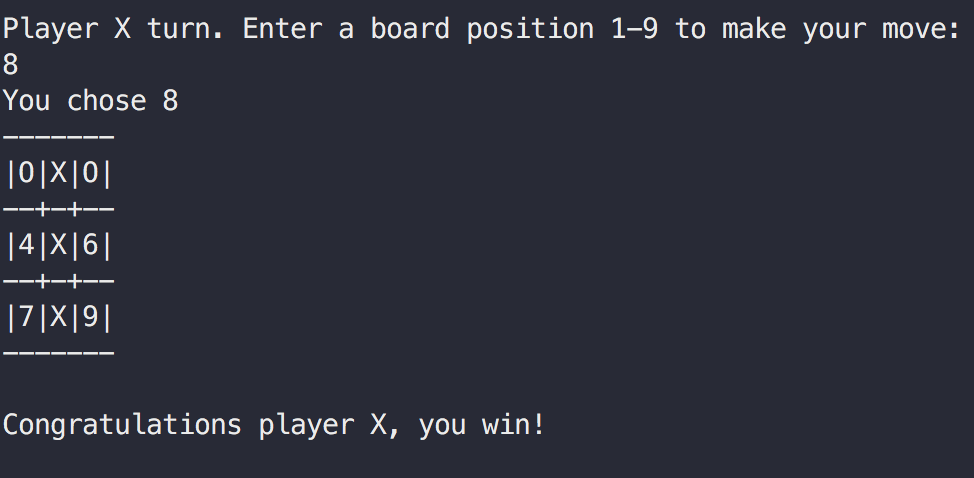 Player X turn. Enter a board position 1-9 to make your move:
8
You chose 8
-------
|O|X|O|
--+-+--
|4|X|6|
--+-+--
|7|X|9|
-------
Congratulations player X, you win!